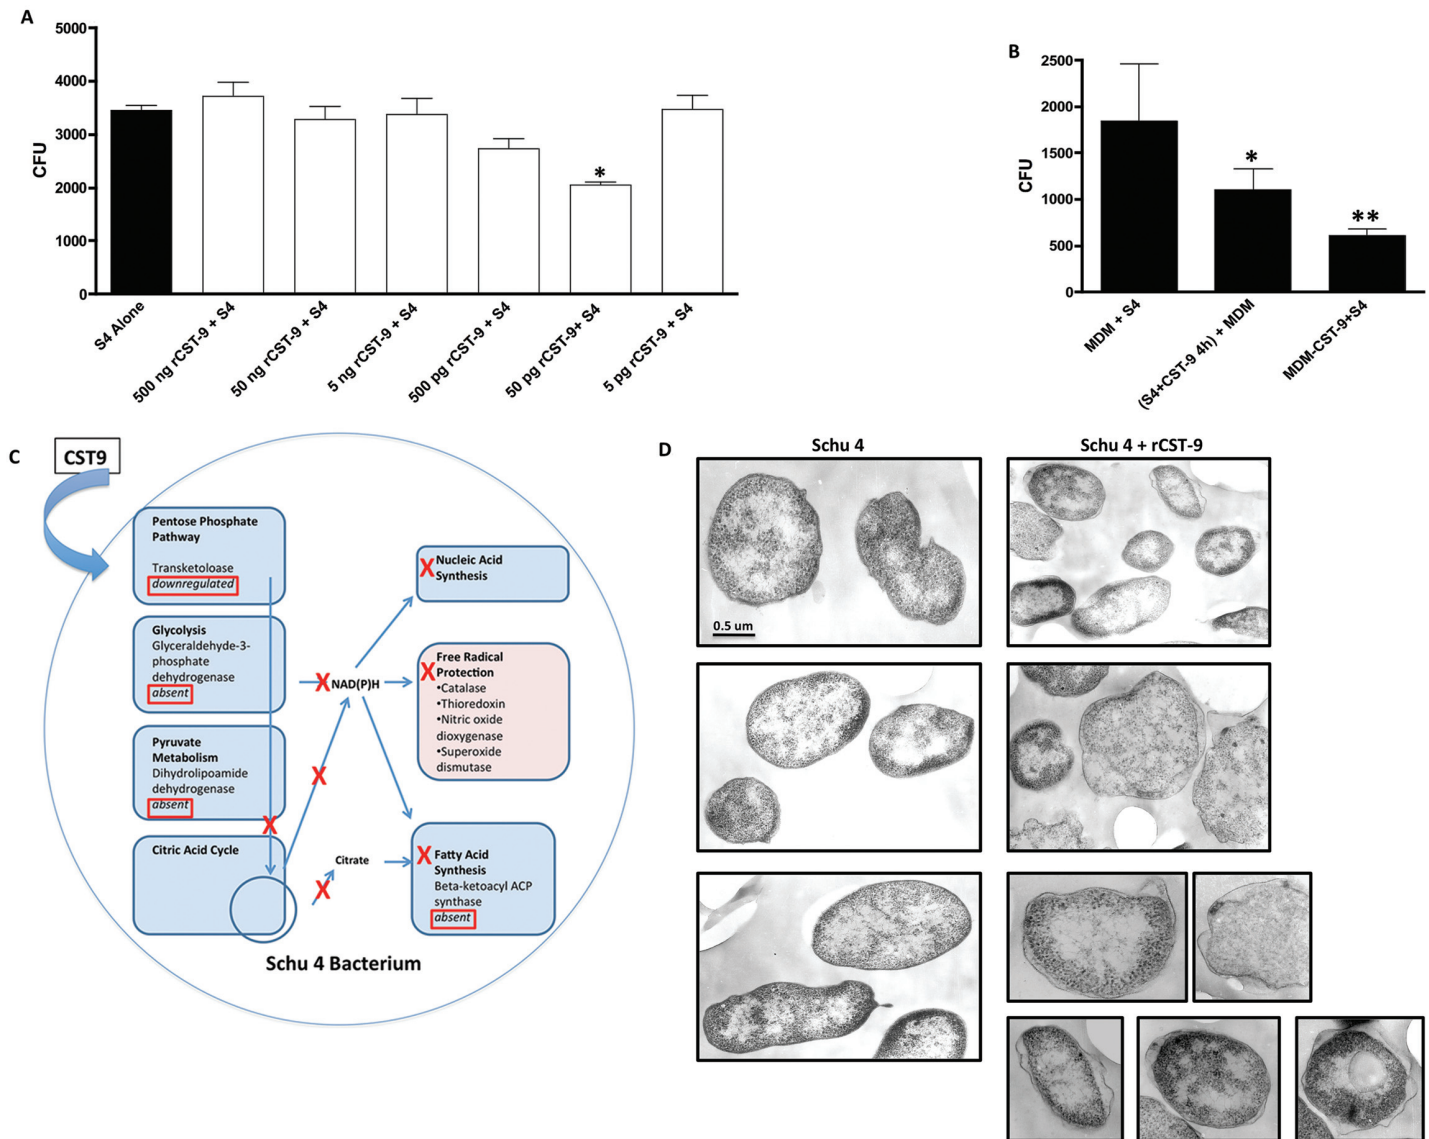 A
5000
4000
3000
2000
1000
0
CFU
*
S4 Alone
500 ng rCST-9 + S4
50 ng rCST-9 + S4
5 ng rCST-9 + S4
500 pg rCST-9 + S4
50 pg rCST-9+ S4
5 pg rCST-9 + S4
B
2500
2000
1500
1000
500
0
CFU
*
**
MDM + S4
(S4+CST-9 4h) + MDM
MDM-CST-9+S4
C
CST9
Pentose Phosphate
Pathway
Transketoloase
downregulated
Glycolysis
Glyceraldehyde-3-
phosphate
dehydrogenase
absent
Pyruvate
Metabolism
Dihydrolipoamide
dehydrogenase
absent
Citric Acid Cycle
X
X
NAD(P)H
X
X
Citrate
X
Nucleic Acid
Synthesis
X
Free Radical
Protection
•Catalase
•Thioredoxin
•Nitric oxide
dioxygenase
•Superoxide
dismutase
X
Fatty Acid
Synthesis
Beta-ketoacyl ACP
synthase
absent
Schu 4 Bacterium
D
Schu 4
Schu 4 + rCST-9
0.5 um